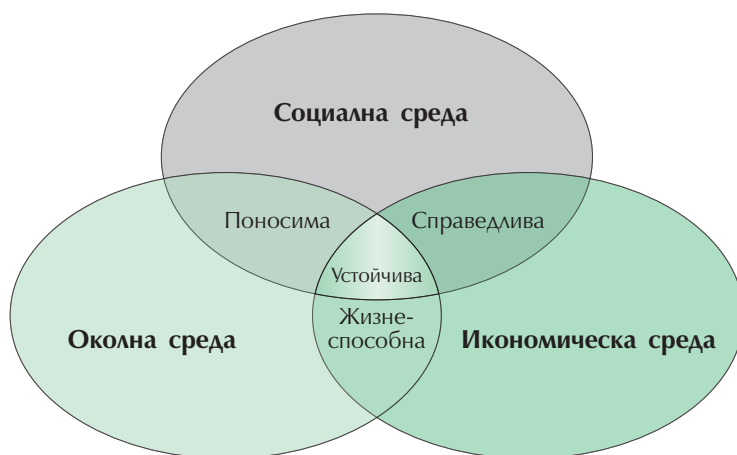 Социална среда
Поносима
Справедлива
Устойчива
Жизне-
способна
Околна среда
Икономическа среда